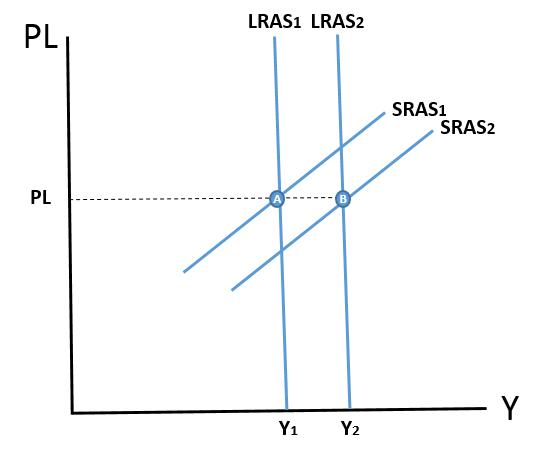 LRAS1 LRAS2
PL
SRAS1
SRAS2
PL
A B
Y
Y1 Y2